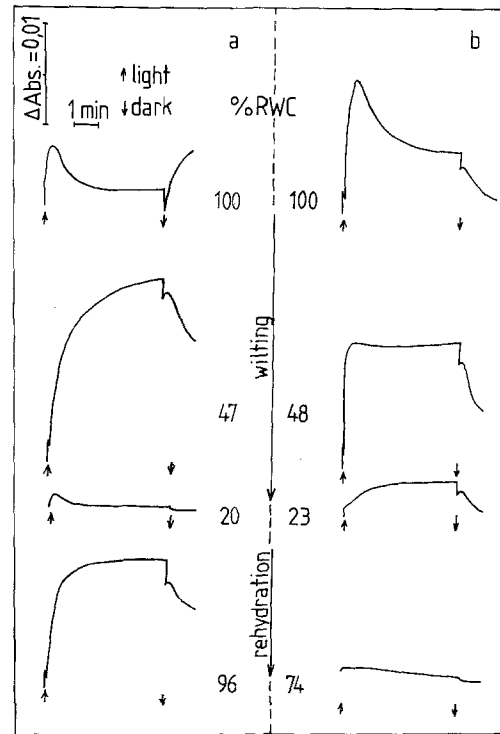 a
b
ΔAbs.=0,01
↑ light
↓ dark
1 min
%RWC
100
100
wilting
47
48
20
23
rehydration
96
74